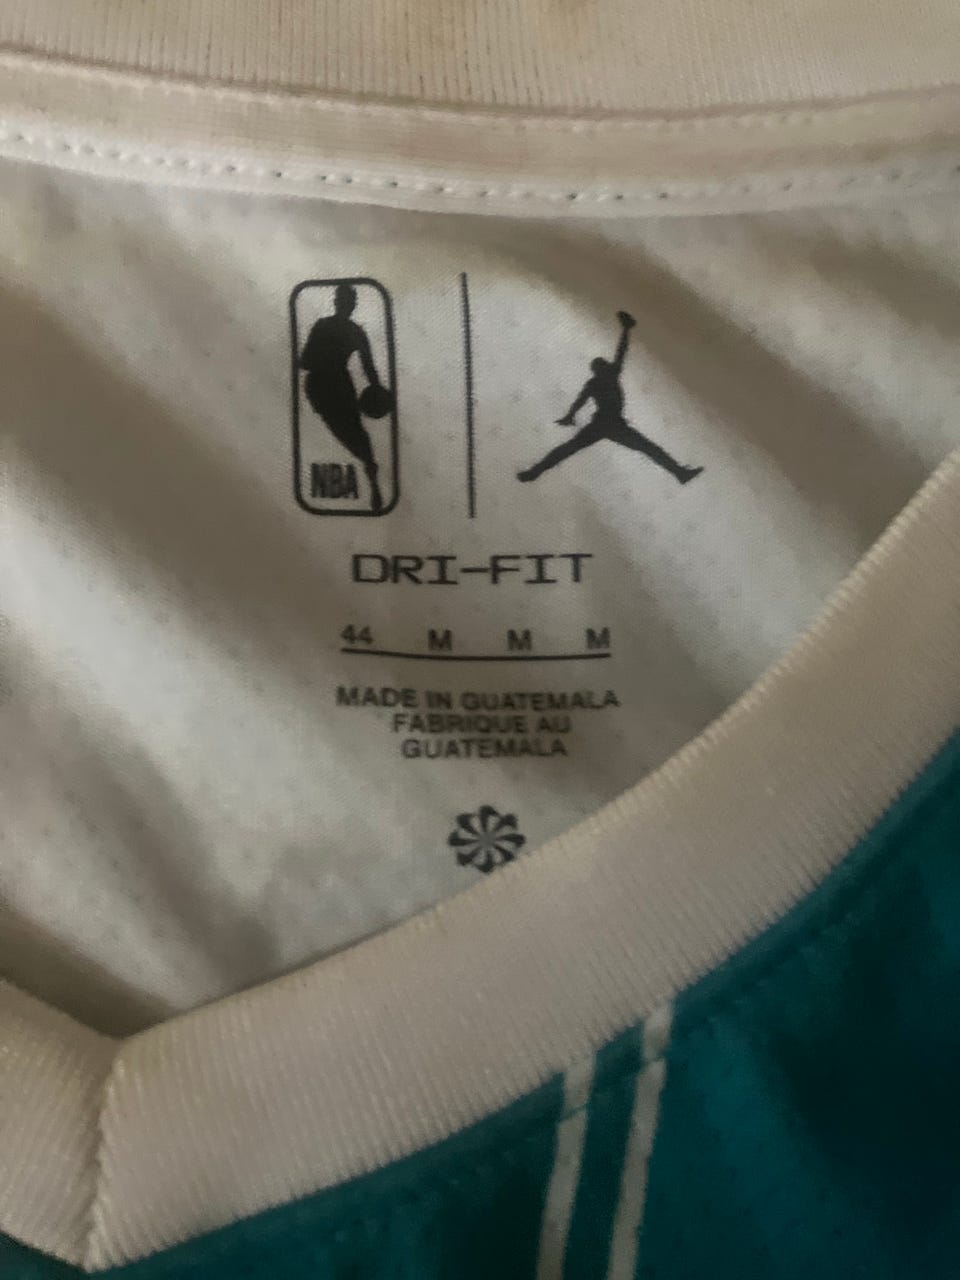 NBA
DRI-FIT
44 M M M
MADE IN GUATEMALA
FABRIQUE AU
GUATEMALA